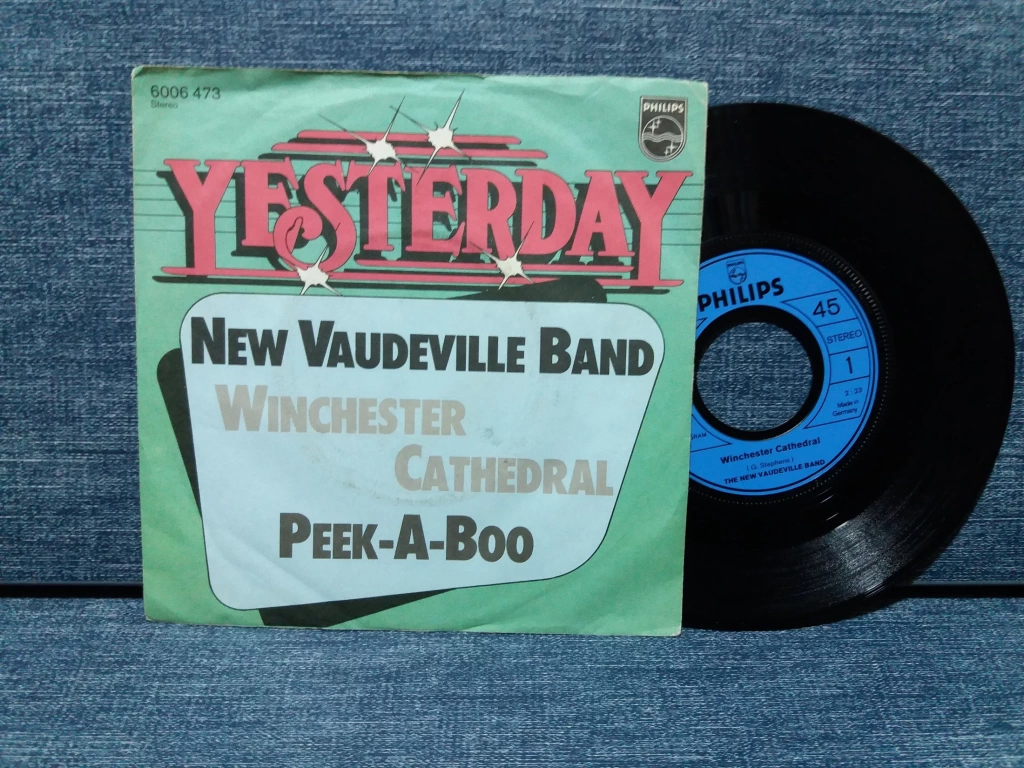 6006 473
Stereo
PHILIPS
YESTERDAY
NEW VAUDEVILLE BAND
WINCHESTER
CATHEDRAL
PEEK-A-BOO
PHILIPS
45
STEREO
1
Made in
Germany
Winchester Cathedral
(G. Stephens)
THE NEW VAUDEVILLE BAND